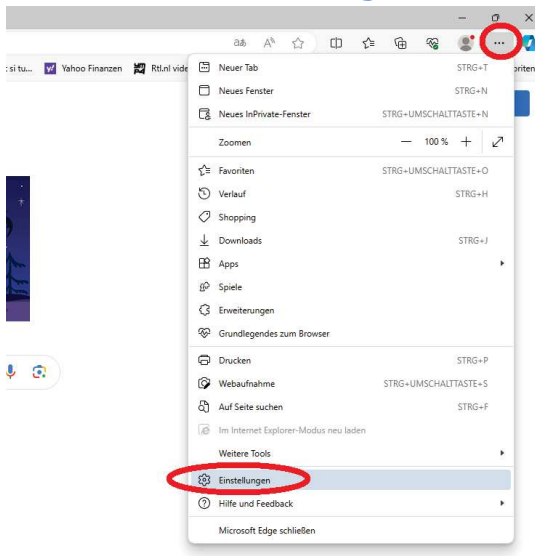 aあ A
si tu... Yahoo Finanzen Rtl.nl vide
Neuer Tab STRG+T
Neues Fenster STRG+N
Neues InPrivate-Fenster STRG+UMSCHALTTASTE+N
Zoomen — 100 % +
Favoriten STRG+UMSCHALTTASTE+O
Verlauf STRG+H
Shopping
Downloads STRG+J
Apps
Spiele
Erweiterungen
Grundlegendes zum Browser
Drucken STRG+P
Webaufnahme STRG+UMSCHALTTASTE+S
Auf Seite suchen STRG+F
Im Internet Explorer-Modus neu laden
Weitere Tools
Einstellungen
Hilfe und Feedback
Microsoft Edge schließen